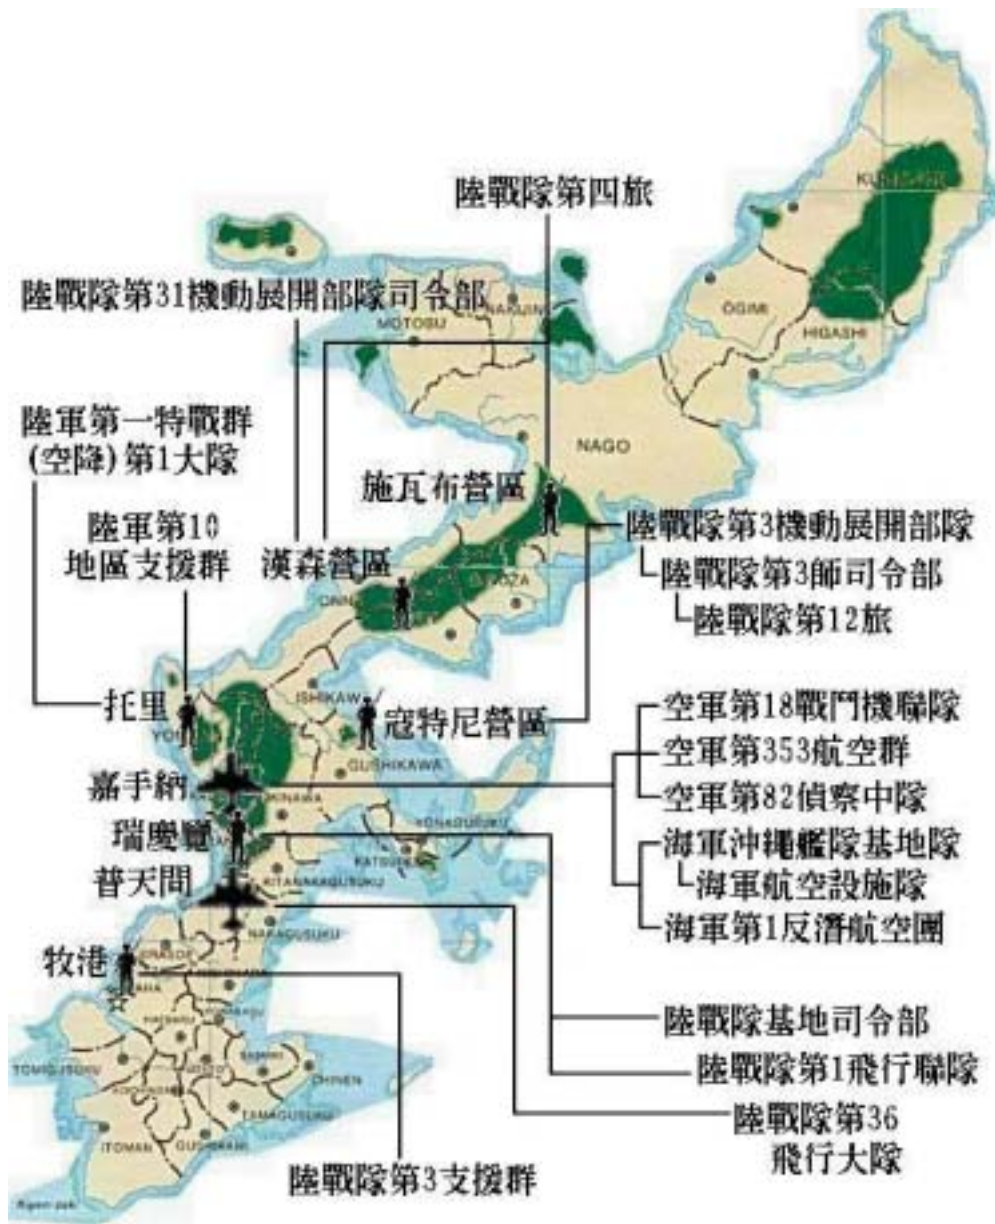 陸戰隊第四旅
陸戰隊第31機動展開部隊司令部
NAKIJIN
MOTOBU
OGIMI
HIGASHI
陸軍第一特戰群
(空降)第1大隊
NAGO
施瓦布營區
陸軍第10
地區支援群
漢森營區
陸戰隊第3機動展開部隊
陸戰隊第3師司令部
陸戰隊第12旅
托里
ISHIKAW
寇特尼營區
空軍第18戰鬥機聯隊
空軍第353航空群
空軍第82偵察中隊
GUSHIKAWA
嘉手納
KINAWA
瑞慶覽
YONAGUSUKU
海軍沖繩艦隊基地隊
海軍航空設施隊
海軍第1反潛航空團
普天間
KITANAKAGUSUKU
NAKAGUSUKU
牧港
陸戰隊基地司令部
陸戰隊第1飛行聯隊
陸戰隊第36
飛行大隊
TOMIGUSUKU
CHINEN
TAMAGUSUKU
ITOMAN
陸戰隊第3支援群